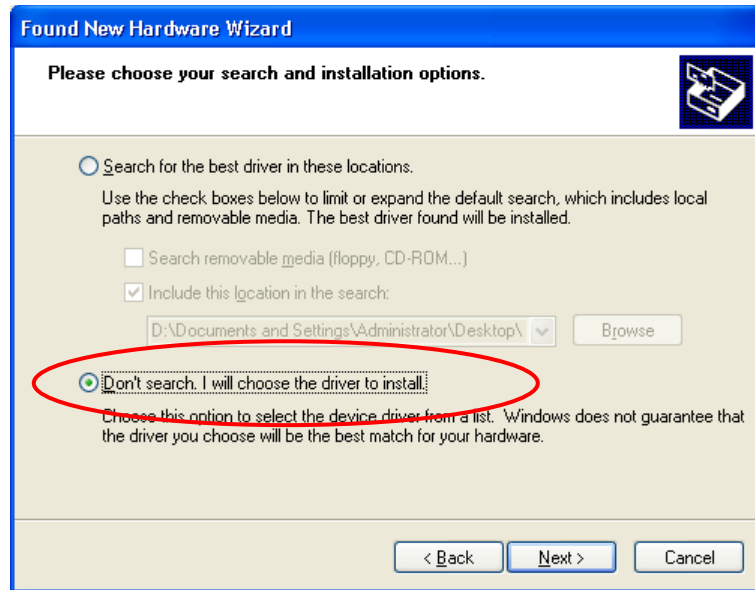 Found New Hardware Wizard
Please choose your search and installation options.
Search for the best driver in these locations.
Use the check boxes below to limit or expand the default search, which includes local
paths and removable media. The best driver found will be installed.
Search removable media (floppy, CD-ROM...)
Include this location in the search:
D:\Documents and Settings\Administrator\Desktop\
Browse
Don't search. I will choose the driver to install.
Choose this option to select the device driver from a list. Windows does not guarantee that
the driver you choose will be the best match for your hardware.
< Back
Next >
Cancel